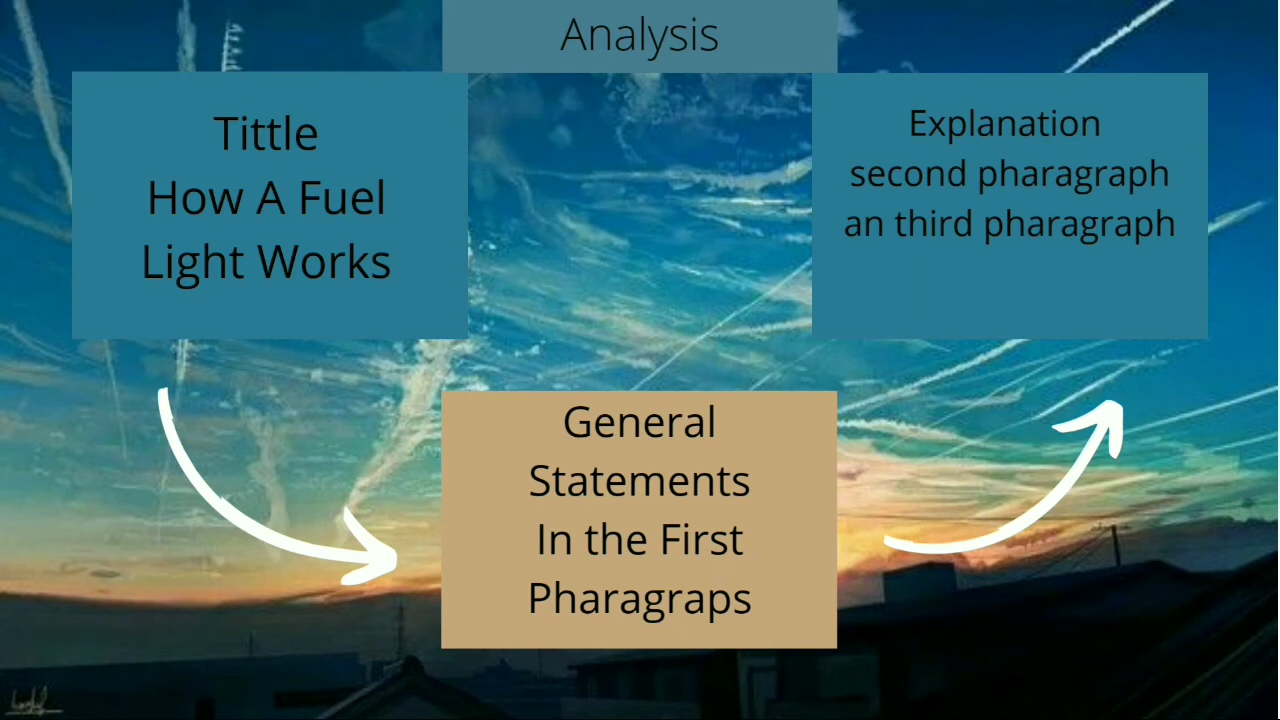 Analysis
Tittle
How A Fuel
Light Works
General
Statements
In the First
Pharagraps
Explanation
second pharagraph
an third pharagraph